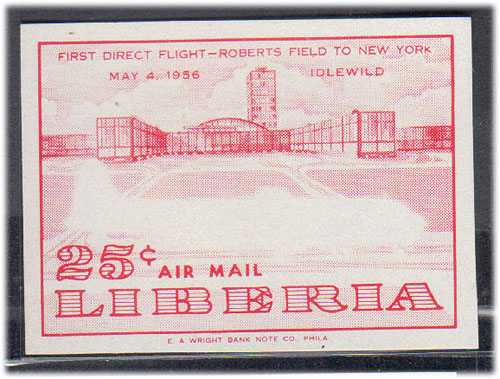 FIRST DIRECT FLIGHT—ROBERTS FIELD TO NEW YORK
MAY 4, 1956 IDLEWILD
25¢ AIR MAIL
LIBERIA
E. A. WRIGHT BANK NOTE CO., PHILA.